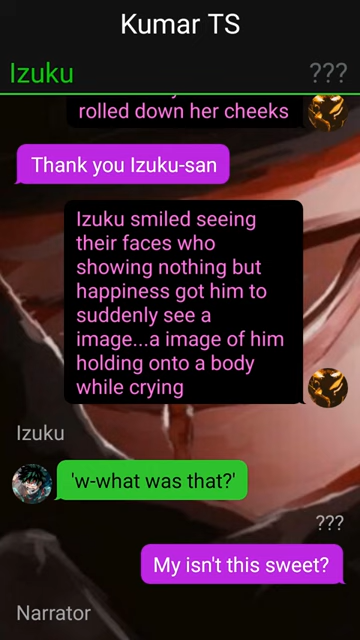 Kumar TS
Izuku
???
rolled down her cheeks
Thank you Izuku-san
Izuku smiled seeing
their faces who
showing nothing but
happiness got him to
suddenly see a
image...a image of him
holding onto a body
while crying
Izuku
'w-what was that?'
???
My isn't this sweet?
Narrator